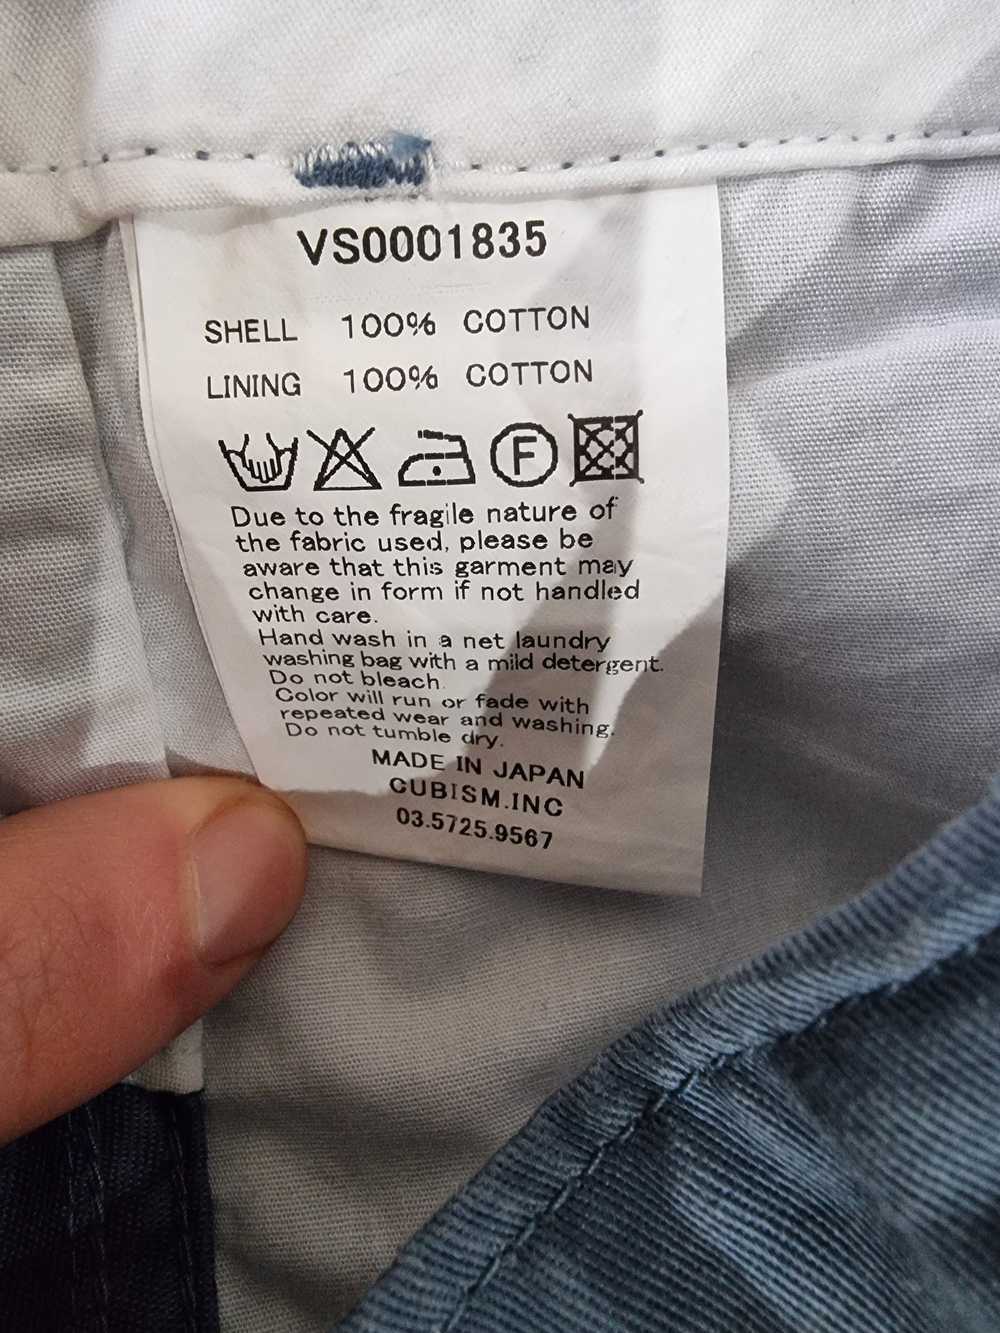 VS0001835
SHELL 100% COTTON
LINING 100% COTTON
F
Due to the fragile nature of
the fabric used, please be
aware that this garment may
change in form if not handled
with care.
Hand wash in a net laundry
washing bag with a mild detergent.
Do not bleach.
Color will run or fade with
repeated wear and washing.
Do not tumble dry.
MADE IN JAPAN
CUBISM.INC
03.5725.9567